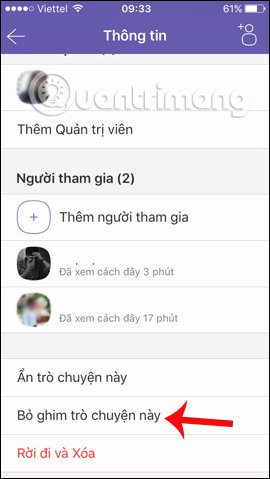 Viettel 09:33 61%
Thông tin
Quantrimang
Thêm Quản trị viên
Người tham gia (2)
Thêm người tham gia
Đã xem cách đây 3 phút
Đã xem cách đây 17 phút
Ẩn trò chuyện này
Bỏ ghim trò chuyện này
Rời đi và Xóa